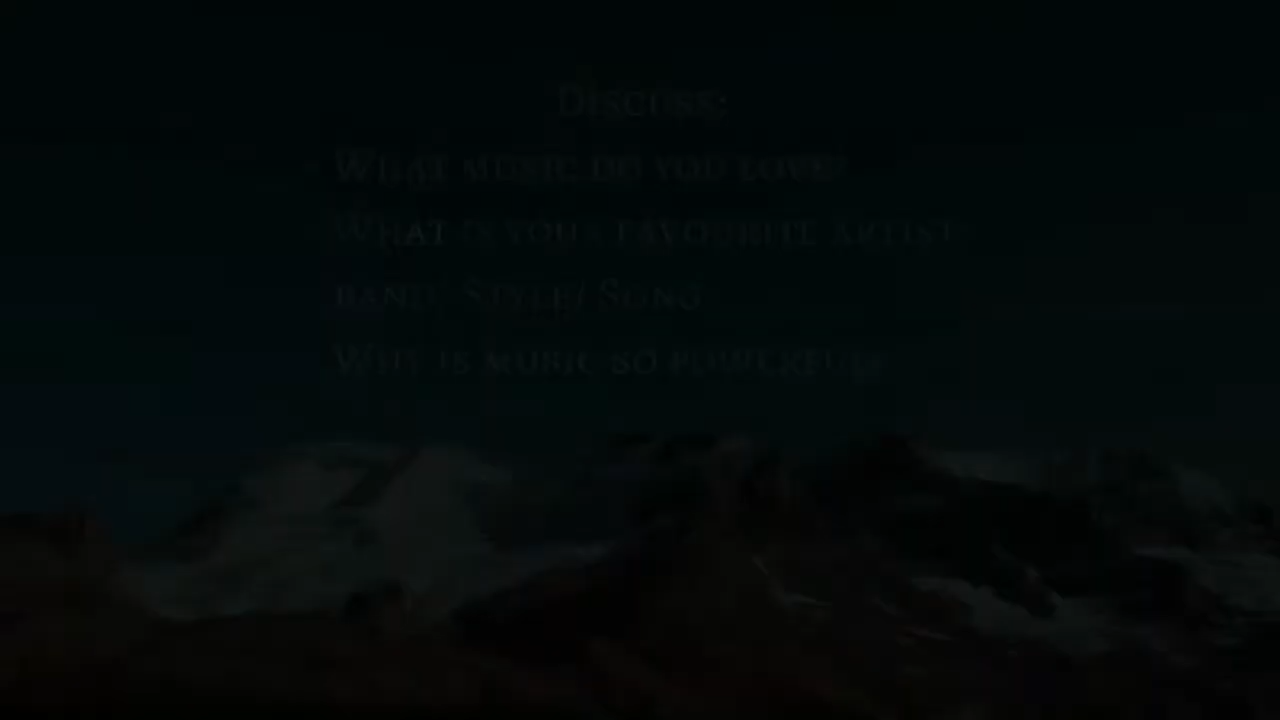 Discuss:
What music do you love
What is your favourite artist
band/ Style/ Song
Why is music so powerful?